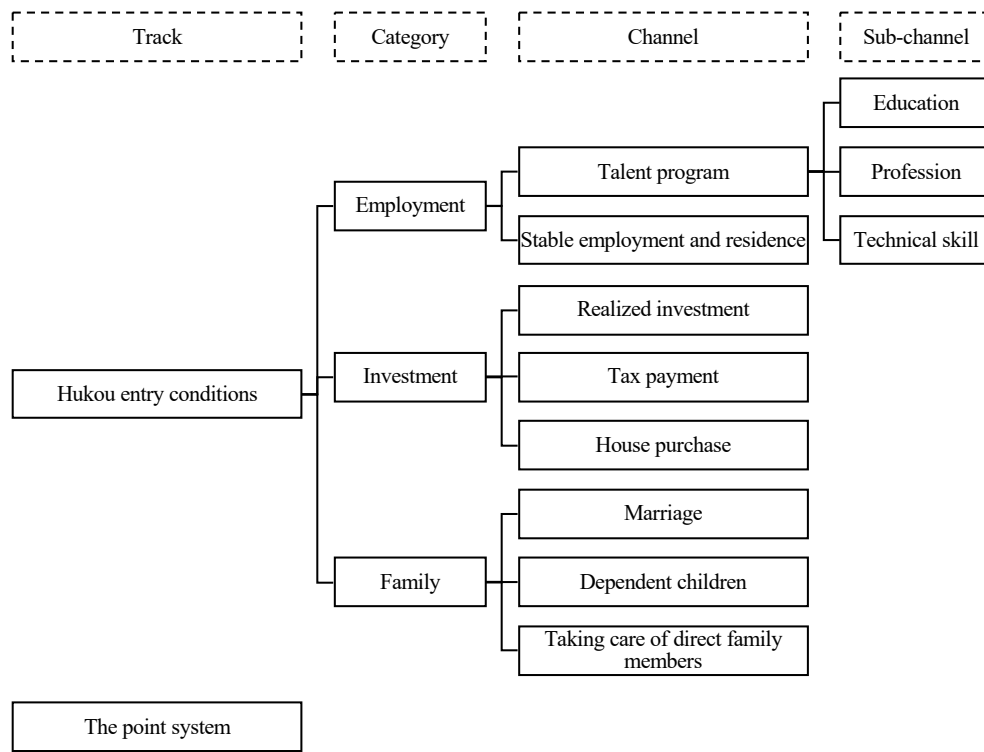 Track
Category
Channel
Sub-channel
Education
Talent program
Profession
Employment
Stable employment and residence
Technical skill
Realized investment
Hukou entry conditions
Investment
Tax payment
House purchase
Marriage
Family
Dependent children
Taking care of direct family
members
The point system